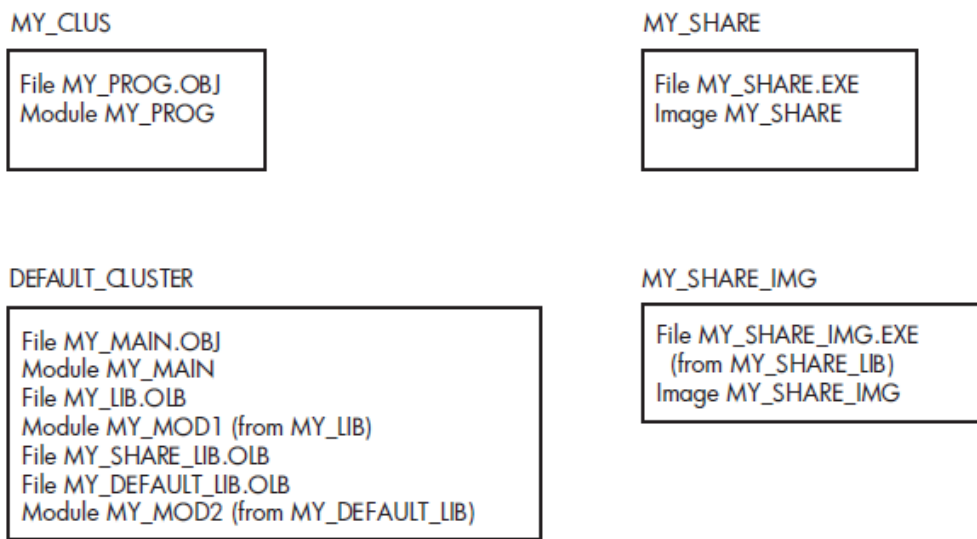 MY_CLUS
File MY_PROG.OBJ
Module MY_PROG
MY_SHARE
File MY_SHARE.EXE
Image MY_SHARE
DEFAULT_CLUSTER
File MY_MAIN.OBJ
Module MY_MAIN
File MY_LIB.OLB
Module MY_MOD1 (from MY_LIB)
File MY_SHARE_LIB.OLB
File MY_DEFAULT_LIB.OLB
Module MY_MOD2 (from MY_DEFAULT_LIB)
MY_SHARE_IMG
File MY_SHARE_IMG.EXE
(from MY_SHARE_LIB)
Image MY_SHARE_IMG